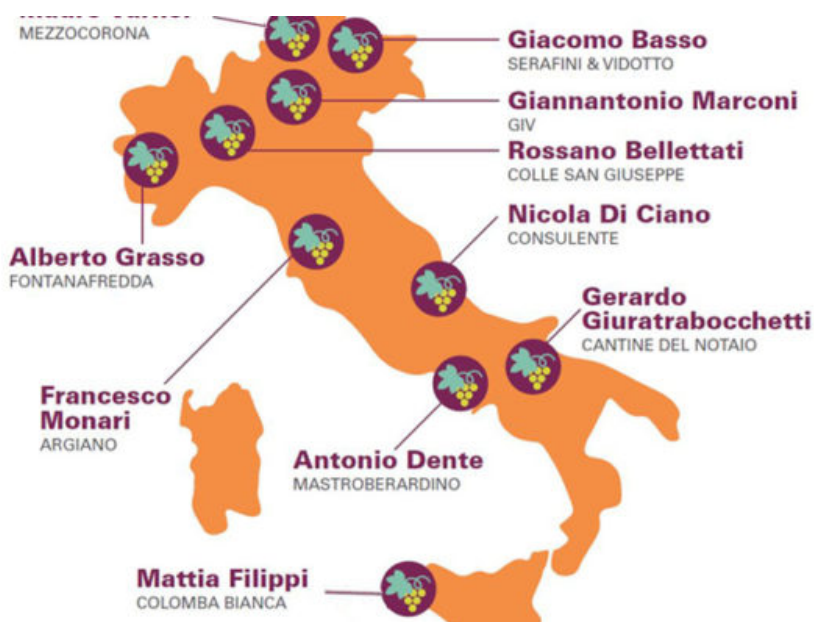 MEZZOCORONA
Giacomo Basso
SERAFINI & VIDOTTO
Giannantonio Marconi
GIV
Rossano Bellettati
COLLE SAN GIUSEPPE
Nicola Di Ciano
CONSULENTE
Alberto Grasso
FONTANAFREDDA
Gerardo
Giuratrabocchetti
CANTINE DEL NOTAIO
Francesco
Monari
ARGIANO
Antonio Dente
MASTROBERARDINO
Mattia Filippi
COLOMBA BIANCA